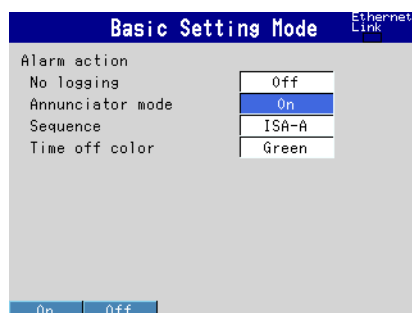 Basic Setting Mode
Ethernet
Link
Alarm action
No logging Off
Annunciator mode On
Sequence ISA-A
Time off color Green
On Off